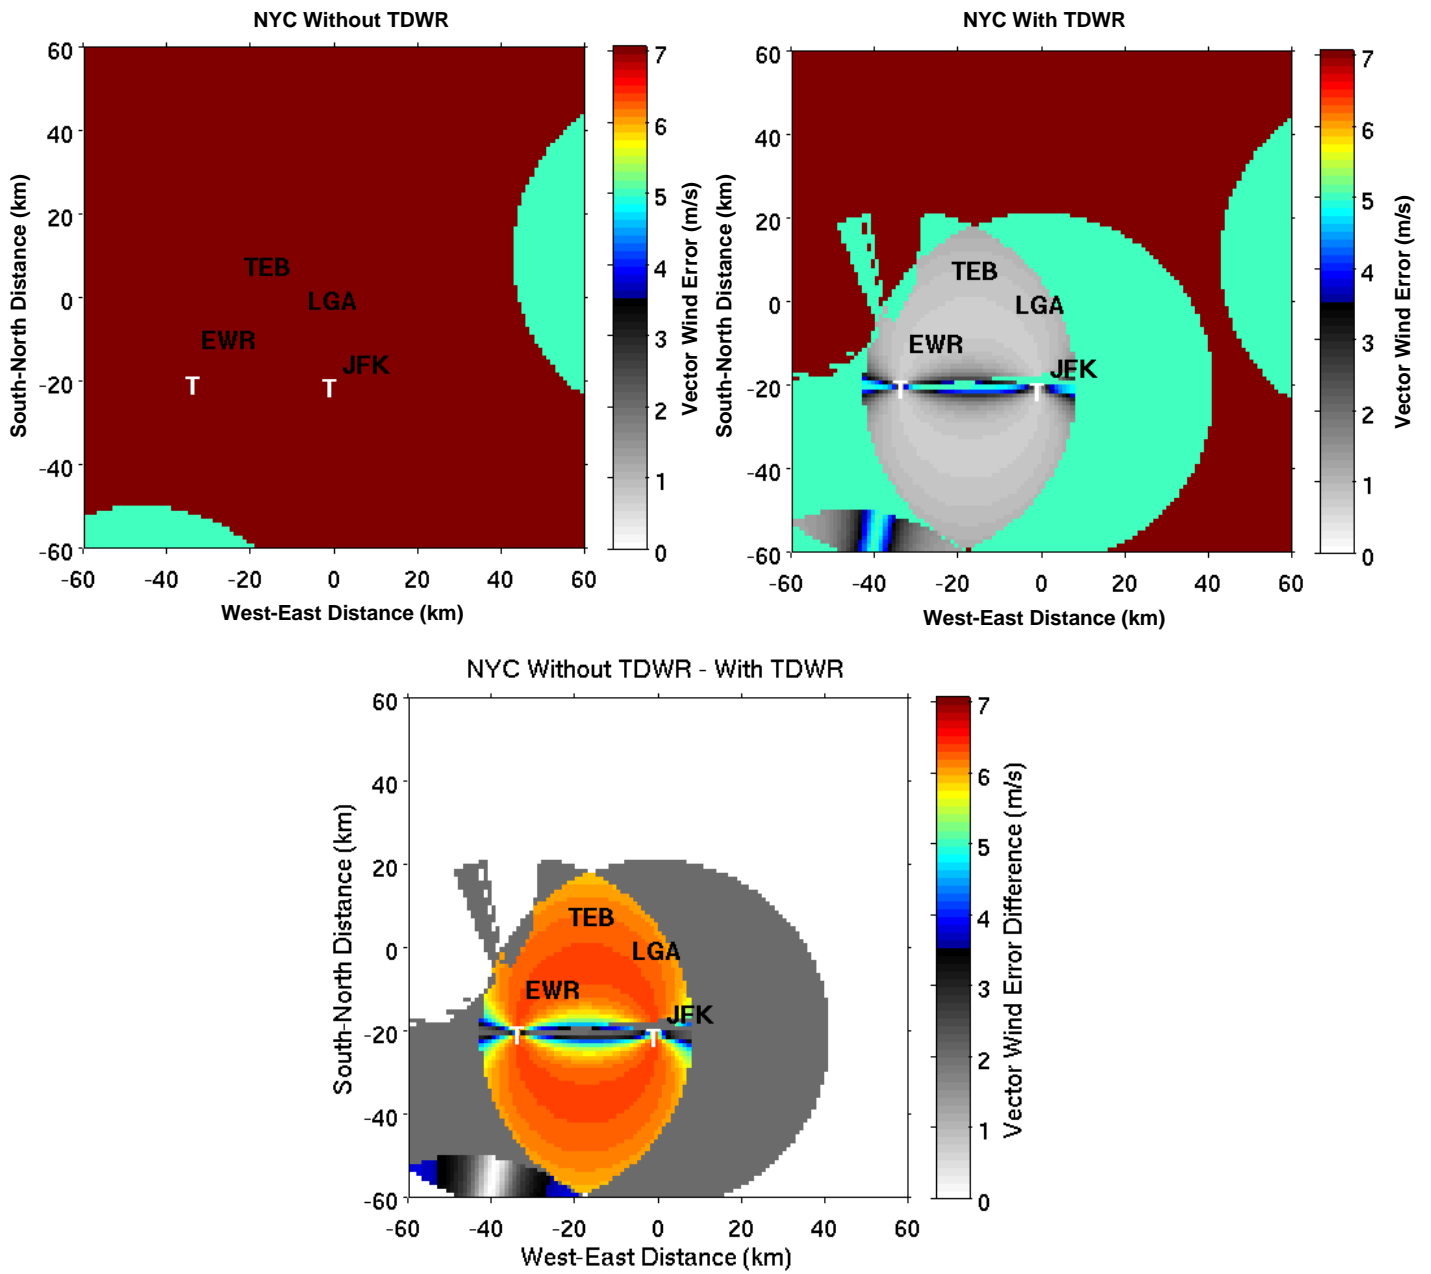 NYC Without TDWR
60
40
20
0
-20
-40
-60
-60 -40 -20 0 20 40 60
South-North Distance (km)
West-East Distance (km)
TEB
LGA
EWR
JFK
T T
7
6
5
4
3
2
1
0
Vector Wind Error (m/s)
NYC With TDWR
60
40
20
0
-20
-40
-60
-60 -40 -20 0 20 40 60
South-North Distance (km)
West-East Distance (km)
TEB
LGA
EWR
JFK
T T
7
6
5
4
3
2
1
0
Vector Wind Error (m/s)
NYC Without TDWR - With TDWR
60
40
20
0
-20
-40
-60
-60 -40 -20 0 20 40 60
South-North Distance (km)
West-East Distance (km)
TEB
LGA
EWR
JFK
T T
7
6
5
4
3
2
1
0
Vector Wind Error Difference (m/s)